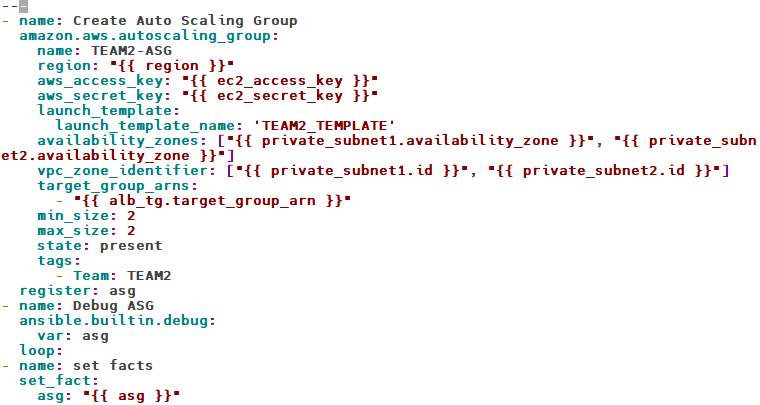 ---
- name: Create Auto Scaling Group
  amazon.aws.autoscaling_group:
    name: TEAM2-ASG
    region: "{{ region }}"
    aws_access_key: "{{ ec2_access_key }}"
    aws_secret_key: "{{ ec2_secret_key }}"
    launch_template:
      launch_template_name: 'TEAM2_TEMPLATE'
    availability_zones: ["{{ private_subnet1.availability_zone }}", "{{ private_subn
et2.availability_zone }}"]
    vpc_zone_identifier: ["{{ private_subnet1.id }}", "{{ private_subnet2.id }}"]
    target_group_arns:
      - "{{ alb_tg.target_group_arn }}"
    min_size: 2
    max_size: 2
    state: present
    tags:
      - Team: TEAM2
  register: asg
- name: Debug ASG
  ansible.builtin.debug:
    var: asg
  loop:
- name: set facts
  set_fact:
    asg: "{{ asg }}"